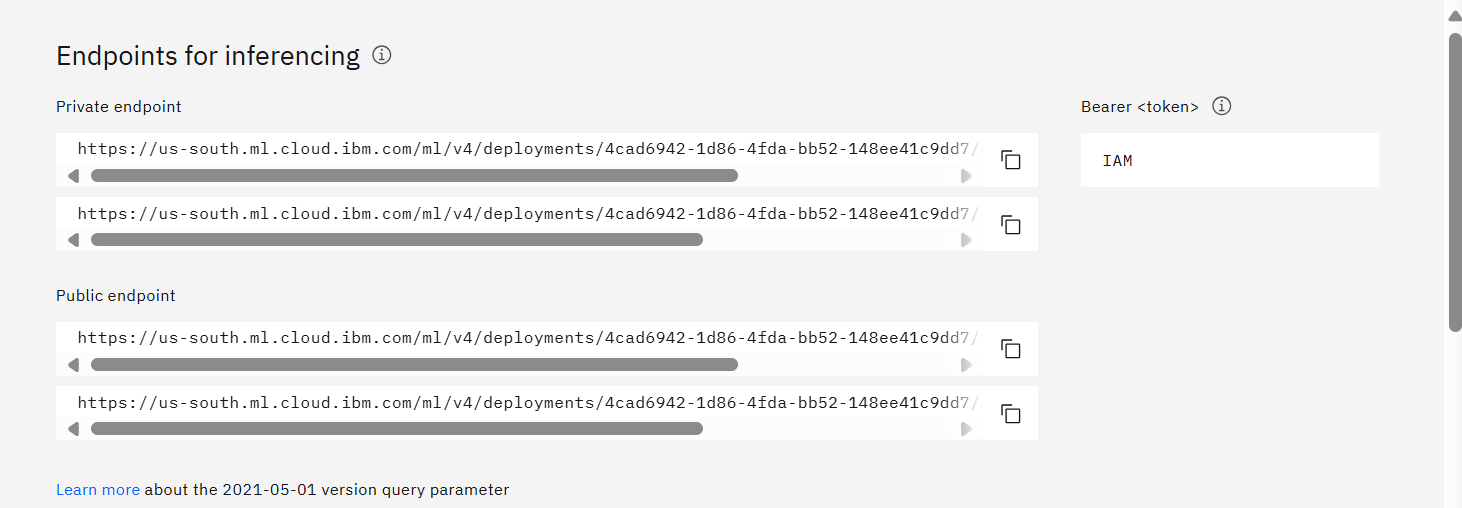 Endpoints for inferencing
Private endpoint
Bearer <token>
https://us-south.ml.cloud.ibm.com/ml/v4/deployments/4cad6942-1d86-4fda-bb52-148ee41c9dd7/
IAM
https://us-south.ml.cloud.ibm.com/ml/v4/deployments/4cad6942-1d86-4fda-bb52-148ee41c9dd7/
Public endpoint
https://us-south.ml.cloud.ibm.com/ml/v4/deployments/4cad6942-1d86-4fda-bb52-148ee41c9dd7/
https://us-south.ml.cloud.ibm.com/ml/v4/deployments/4cad6942-1d86-4fda-bb52-148ee41c9dd7/
Learn more about the 2021-05-01 version query parameter